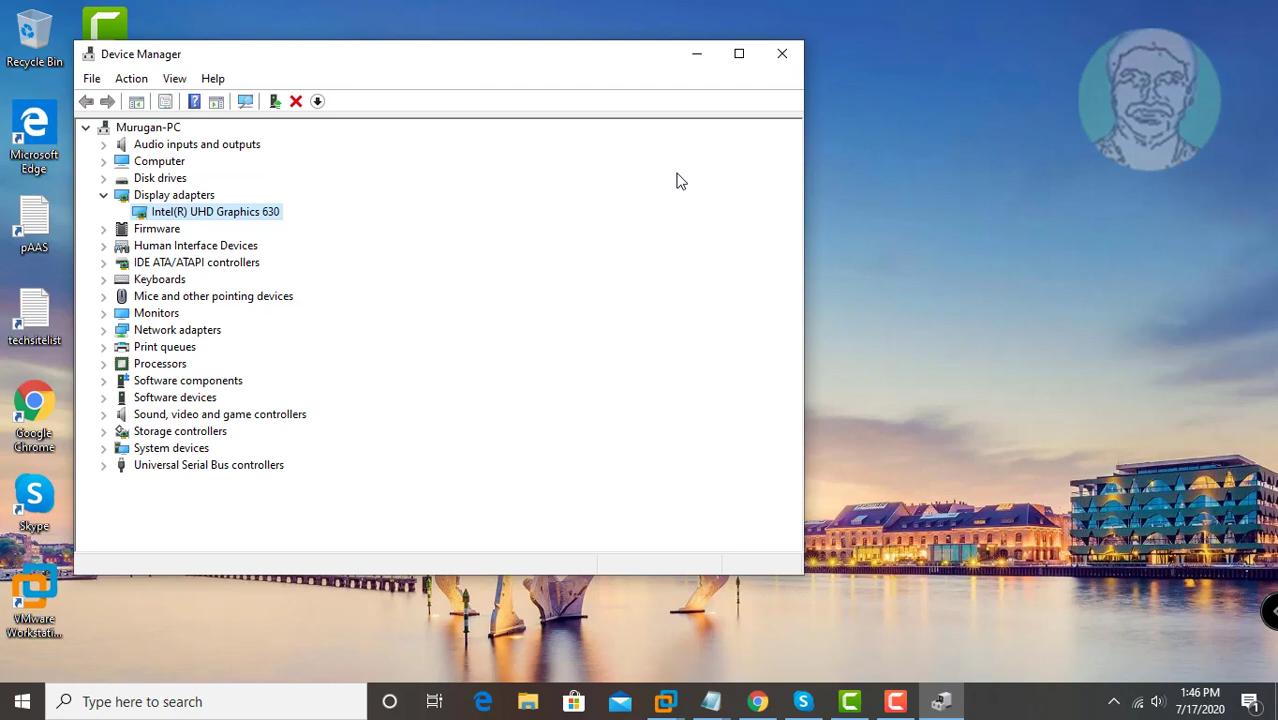 Recycle Bin
Microsoft
Edge
pAAS
techsitelist
Google
Chrome
Skype
VMware
Workstati...
Device Manager
File Action View Help
Murugan-PC
Audio inputs and outputs
Computer
Disk drives
Display adapters
Intel(R) UHD Graphics 630
Firmware
Human Interface Devices
IDE ATA/ATAPI controllers
Keyboards
Mice and other pointing devices
Monitors
Network adapters
Print queues
Processors
Software components
Software devices
Sound, video and game controllers
Storage controllers
System devices
Universal Serial Bus controllers
Type here to search
1:46 PM
7/17/2020
1